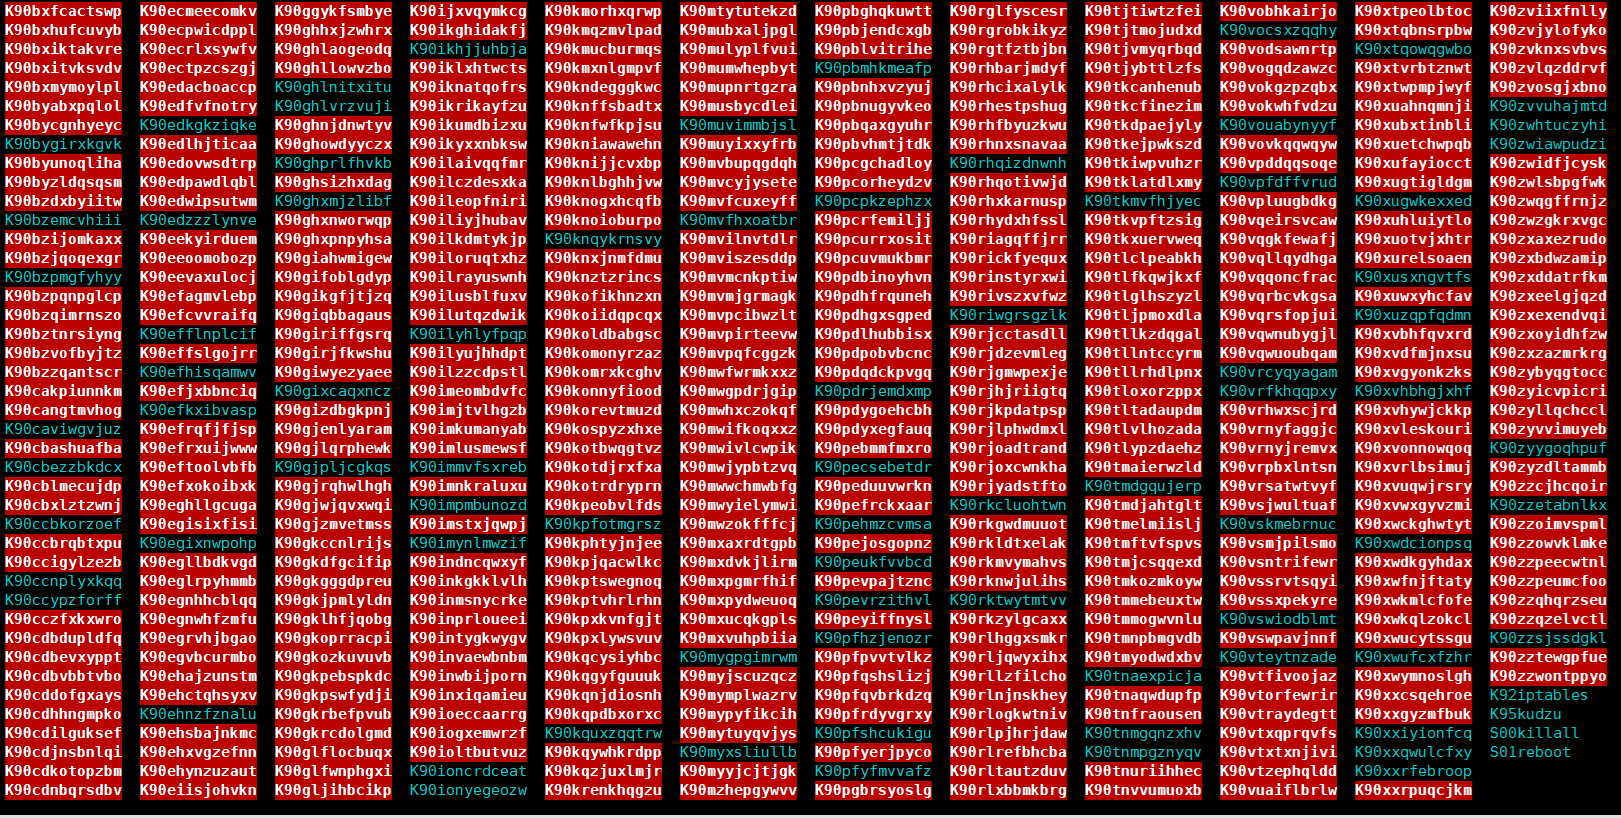 K90bxfcactswp K90ecmeecomkv K90ggykfsmbye K90ijxvqymkcg K90kmorhxqrwp K90mtytutekzd K90pbghqkuwtt K90rglfyscesr K90tjtiwtzfei K90vobhkairjo K90xtpeolbtoc K90zviixfnlly
K90bxhufcuvyb K90ecpwicdppl K90ghhxjzwhrx K90ikghidakfj K90kmqzmvlpad K90mubxaljpgl K90pbjendcxgb K90rgrobkikyz K90tjtmojudxd K90vocsxzqqhy K90xtqbnsrpbw K90zvjylofyko
K90bxiktakvre K90ecrlxsywfv K90ghlaogeodq K90ikhjjuhbja K90kmucburmqs K90mulyplfvui K90pblvitrihe K90rgtfztbjbn K90tjvmyqrbqd K90vodsawnrtp K90xtqowqgwbo K90zvknxsvbvs
K90bxitvksvdv K90ectpzcszgj K90ghllowvzbo K90iklxhtwcts K90kmxnlgmpvf K90mumwhepbyt K90pbmhkmeafp K90rhbarjmdyf K90tjybttlzfs K90vogqdzawzc K90xtvrbtznwt K90zvlqzddrvf
K90bxmymoylpl K90edacboaccp K90ghlnitxitu K90iknatqofrs K90kndegggkwc K90mupnrtgzra K90pbnhxvzyuj K90rhcixalylk K90tkcanhenub K90vokgzpzqbx K90xtwpmpjwyf K90zvosgjxbno
K90byabxpqlol K90edfvfnotry K90ghlvrzvuji K90ikrikayfzu K90knffsbadtx K90musbycdlei K90pbnugyvkeo K90rhestpshug K90tkcfinezim K90vokwhfvdzu K90xuahnqmnji K90zvvuhajmtd
K90bycgnhyeyc K90edkgkziqke K90ghnjdnwtyv K90ikumdbizxu K90knfwfkpjsu K90muvimmbjsl K90pbqaxgyuhr K90rhfbyuzkwu K90tkdpaejyly K90vouabynyyf K90xubxtinbli K90zwhtuczyhi
K90bygirxkgvk K90edlhjticaa K90ghowdyyczx K90ikyxxnbksw K90kniawawehn K90muyixxyfrb K90pbvhmtjtdk K90rhnxsnavaa K90tkejpwkszd K90vovkqqwqyw K90xuetchwpqb K90zwiawpudzi
K90byunoqliha K90edovwsdtrp K90ghprlfhvkb K90ilaivqqfmr K90knijjcvxbp K90mvbupqgdqh K90pcgchadloy K90rhqizdnwnh K90tkiwpvuhzr K90vpddqqsoqe K90xufayiocct K90zwidfjcysk
K90byzldqsqsm K90edpawdlqbl K90ghsizhxdag K90ilczdesxka K90knlbghhjvw K90mvcyjysete K90pcorheydzv K90rhqotivwjd K90tklatdlxmy K90vpfdffvrud K90xugtigldgm K90zwlsbpgfwk
K90bzdxbyiitw K90edwipsutwm K90ghxmjzlibf K90ileopfniri K90knogxhcqfb K90mvfcuxeyff K90pcpkzephzx K90rhxkarnusp K90tkmvfhjyec K90vpluugbdkg K90xugwkexxed K90zwqgffrnjz
K90bzemcvhiii K90edzzzlynve K90ghxnworwqp K90iliyjhubav K90knoioburpo K90mvfhxoatbr K90pcrfemiljj K90rhydxhfssl K90tkvpftzsig K90vqeirsvcaw K90xuhluiytlo K90zwzgkrxvgc
K90bzijomkaxx K90eekyirduem K90ghxpnpyhsa K90ilkdmtykjp K90knqykrnsvy K90mvilnvtdlr K90pcurrxosit K90riagqffjrr K90tkxuervweq K90vqgkfewafj K90xuotvjxhtr K90zxaxezrudo
K90bzjqoqexgr K90eeoomobozp K90giahwmigew K90iloruqtxhz K90knxjnmfdmu K90mviszesddp K90pcuvmukbmr K90rickfyequx K90tlclpeabkh K90vqllqydhga K90xurelsoaen K90zxbdwzamip
K90bzpmgfyhyy K90eevaxulocj K90gifoblgdyp K90ilrayuswnh K90knztzrincs K90mvmcnkptiw K90pdbinoyhvn K90rinstyrxwi K90tlfkqwjkxf K90vqqoncfrac K90xusxngvtfs K90zxddatrfkm
K90bzpqnpglcp K90efagmvlebp K90gikgfjtjzq K90ilusblfuxv K90kofikhnzxn K90mvmjgrmagk K90pdhfrquneh K90rivszxvfwz K90tlglhszyzl K90vqrbcvkgsa K90xuwxyhcfav K90zxeelgjqzd
K90bzqimrnszo K90efcvvraifq K90giqbbagaus K90ilutqzdwik K90koiidqpcqx K90mvpcibwzlt K90pdhgxsgped K90riwgrsgzlk K90tljpmoxdla K90vqrsfopjui K90xuzqpfqdmn K90zxexendvqi
K90bztnrsiyng K90efflnplcif K90giriffgsrq K90ilyhlyfpqp K90koldbabgsc K90mvpirteevw K90pdlhubbisx K90rjcctasdll K90tllkzdqgal K90vqwnubygjl K90xvbhfqvxrd K90zxoyidhfzw
K90bzvofbyjtz K90effslgojrr K90girjfkwshu K90ilyujhhdpt K90komonyrzaz K90mvpqfcggzk K90pdpobvbcnc K90rjdzevmleg K90tllntccyrm K90vqwuoubqam K90xvdfmjnxsu K90zxzazmrkrg
K90bzzqantscr K90efhisqamwv K90giwyezyaee K90ilzzcdpstl K90komrxkcghv K90mwfwrmkxxz K90pdqdckpvgq K90rjgmwpexje K90tllrhdlpnx K90vrcyqyagam K90xvgyonkzks K90zybyqgtocc
K90cakpiunnkm K90efjxbbnciq K90gixcaqxncz K90imeombdvfc K90konnyfiood K90mwgpdrjgip K90pdrjemdxmp K90rjhjriigtq K90tloxorzppx K90vrfkhqqpxy K90xvhbhgjxhf K90zyicvpicri
K90cangtmvhog K90efkxibvasp K90gizdbgkpnj K90imjtvlhgzb K90korevtmuzd K90mwhxczokqf K90pdygoehcbh K90rjkpdatpsp K90tltadaupdm K90vrhwxscjrd K90xvhywjckkp K90zyllqchccl
K90caviwgvjuz K90efrqfjfjsp K90gjenlyaram K90imkumanyab K90kospyzxhxe K90mwifkoqxxz K90pdyxegfauq K90rjlphwdmxl K90tlvlhozada K90vrnyfaggjc K90xvleskouri K90zyvvimuyeb
K90cbashuafba K90efrxuijwww K90gjlqrphewk K90imlusmewsf K90kotbwqgtvz K90mwivlcwpik K90pebmmfmxro K90rjoadtrand K90tlypzdaehz K90vrnyjremvx K90xvonnowqoq K90zyygoqhpuf
K90cbezzbkdcx K90eftoolvbfb K90gjpljcgkqs K90immvfsxreb K90kotdjrxfxa K90mwjypbtzvq K90pecsebetdr K90rjoxcwnkha K90tmaierwzld K90vrpbxlntsn K90xvrlbsimuj K90zyzdltammb
K90cblmecujdp K90efxokoibxk K90gjrqhwlhgh K90imnkraluxu K90kotrdryprn K90mwwchmwbfg K90peduuvwrkn K90rjyadstfto K90tmdgqujerp K90vrsatwtvyf K90xvuqwjrsry K90zzcjhcqoir
K90cbxlztzwnj K90eghllgcuga K90gjwjqvxwqi K90impmbunozd K90kpeobvlfds K90mwyielymwi K90pefrckxaar K90rkcluohtwn K90tmdjahtglt K90vsjwultuaf K90xvwxgyvzmi K90zzetabnlkx
K90ccbkorzoef K90egisixfisi K90gjzmvetmss K90imstxjqwpj K90kpfotmgrsz K90mwzokfffcj K90pehmzcvmsa K90rkgwdmuuot K90tmelmiislj K90vskmebrnuc K90xwckghwtyt K90zzoimvspml
K90ccbrqbtxpu K90egixnwpohp K90gkccnlrijs K90imynlmwzif K90kphtyjnjee K90mxaxrdtgpb K90pejosgopnz K90rkldtxelak K90tmftvfspvs K90vsmjpilsmo K90xwdcionpsq K90zzowvklmke
K90ccigylzezb K90egllbdkvgd K90gkdfgcifip K90indncqwxyf K90kpjqacwlkc K90mxdvkjlirm K90peukfvvbcd K90rkmvymahvs K90tmjcsqqexd K90vsntrifewr K90xwdkgyhdax K90zzpeecwtnl
K90ccnplyxkqq K90eglrpyhmmb K90gkgggdpreu K90inkgkklvlh K90kptswegnoq K90mxpgmrfhif K90pevpajtznc K90rknwjulihs K90tmkozmkoyw K90vssrvtsqyi K90xwfnjftaty K90zzpeumcfoo
K90ccypzforff K90egnhhcblqq K90gkjpmlyldn K90inmsnycrke K90kptvhrlrhn K90mxpydweuoq K90pevrzithvl K90rktwytmtvv K90tmmebeuxtw K90vssxpekyre K90xwkmlcfofe K90zzqhqrzseu
K90cczfxkxwro K90egnwhfzmfu K90gklhfjqobg K90inprloueei K90kpxkvnfgjt K90mxucqkgpls K90peyiffnysl K90rkzylgcaxx K90tmmogwvnlu K90vswiodblmt K90xwkqlzokcl K90zzqzelvctl
K90cdbdupldfq K90egrvhjbgao K90gkoprracpi K90intygkwygv K90kpxlywsvuv K90mxvuhpbiia K90pfhzjenozr K90rlhggxsmkr K90tmnpbmgvdb K90vswpavjnnf K90xwucytssgu K90zzsjssdgkl
K90cdbevxyppt K90egvbcurmbo K90gkozkuvuvb K90invaewbnbm K90kqcysiyhbc K90mygpgimrwm K90pfpvvtvlkz K90rljqwyxihx K90tmyodwdxbv K90vteytnzade K90xwufcxfzhr K90zztewgpfue
K90cdbvbbtvbo K90ehajzunstm K90gkpebspkdc K90inwbijporn K90kqgyfguuuk K90myjscuzqcz K90pfqshslizj K90rllzfilcho K90tnaexpicja K90vtfivoojaz K90xwymnoslgh K90zzwontppyo
K90cddofgxays K90ehctqhsyxv K90gkpswfydji K90inxiqamieu K90kqnjdiosnh K90mymplwazrv K90pfqvbrkdzq K90rlnjnskhey K90tnaqwdupfp K90vtorfewrir K90xxcsqehroe K92iptables
K90cdhhngmpko K90ehnzfznalu K90gkrbefpvub K90ioeccaarrg K90kqpdbxorxc K90mypyfikcih K90pfrdyvgrxy K90rlogkwtniv K90tnfraousen K90vtraydegtt K90xxgyzmfbuk K95kudzu
K90cdilguksef K90ehsbajnkmc K90gkrcdolgmd K90iogxemwrzf K90kquxzqqtrw K90mytuyqvjys K90pfshcukigu K90rlpjhrjdaw K90tnmgqnzxhv K90vtxqprqvfs K90xxiyionfcq S00killall
K90cdjnsbnlqi K90ehxvgzefnn K90glflocbuqx K90ioltbutvuz K90kqywhkrdpp K90myxsliullb K90pfyerjpyco K90rlrefbhcba K90tnmpgznyqv K90vtxtxnjivi K90xxqwulcfxy S01reboot
K90cdkotopzbm K90ehynzuzaut K90glfwnphgxi K90ioncrdceat K90kqzjuxlmjr K90myyjcjtjgk K90pfyfmvvafz K90rltautzduv K90tnuriihhec K90vtzephqldd K90xxrfebroop
K90cdnbqrsdbv K90eiisjohvkn K90gljihbcikp K90ionyegeozw K90krenkhqgzu K90mzhepgywvv K90pgbrsyoslg K90rlxbbmkbrg K90tnvvumuoxb K90vuaiflbrlw K90xxrpuqcjkm